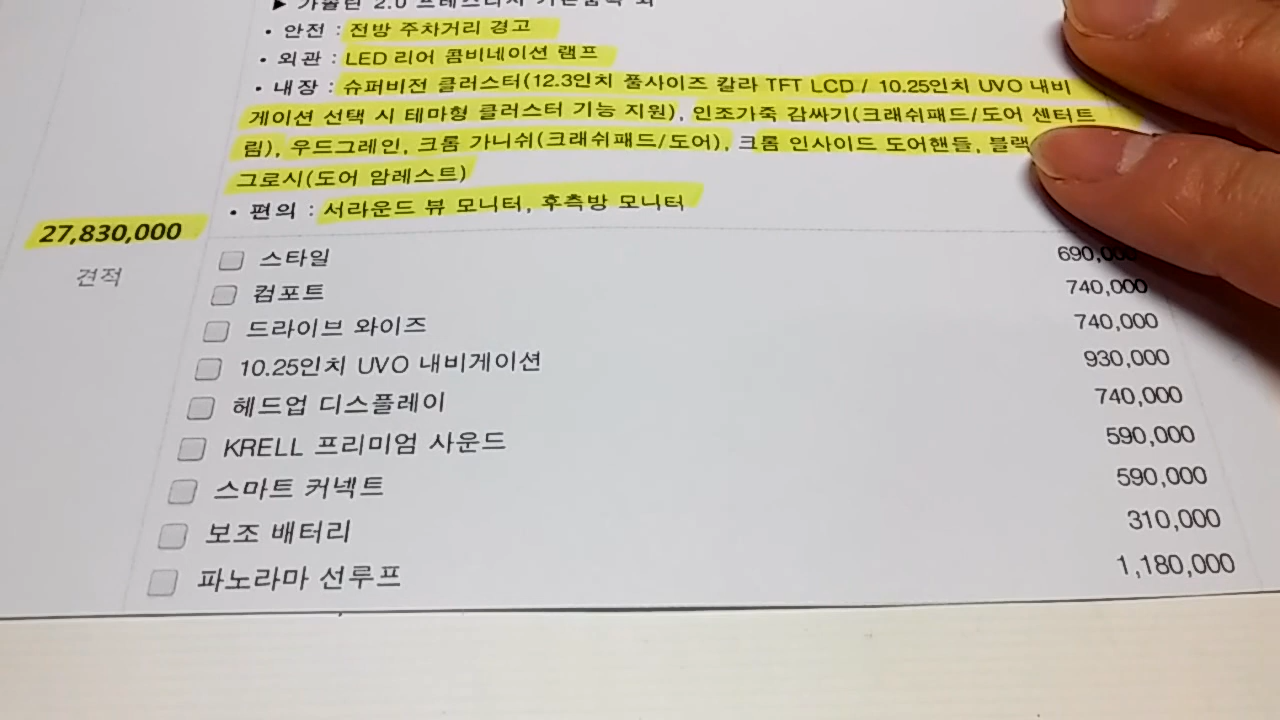 ▶ 가솔린 2.0 프레스티지 기본품목 외
• 안전 : 전방 주차거리 경고
• 외관 : LED 리어 콤비네이션 램프
• 내장 : 슈퍼비전 클러스터(12.3인치 풀사이즈 칼라 TFT LCD / 10.25인치 UVO 내비
게이션 선택 시 테마형 클러스터 기능 지원), 인조가죽 감싸기(크래쉬패드/도어 센터트
림), 우드그레인, 크롬 가니쉬(크래쉬패드/도어), 크롬 인사이드 도어핸들, 블랙
그로시(도어 암레스트)
• 편의 : 서라운드 뷰 모니터, 후측방 모니터
27,830,000
견적
스타일 690,000
컴포트 740,000
드라이브 와이즈 740,000
10.25인치 UVO 내비게이션 930,000
헤드업 디스플레이 740,000
KRELL 프리미엄 사운드 590,000
스마트 커넥트 590,000
보조 배터리 310,000
파노라마 선루프 1,180,000